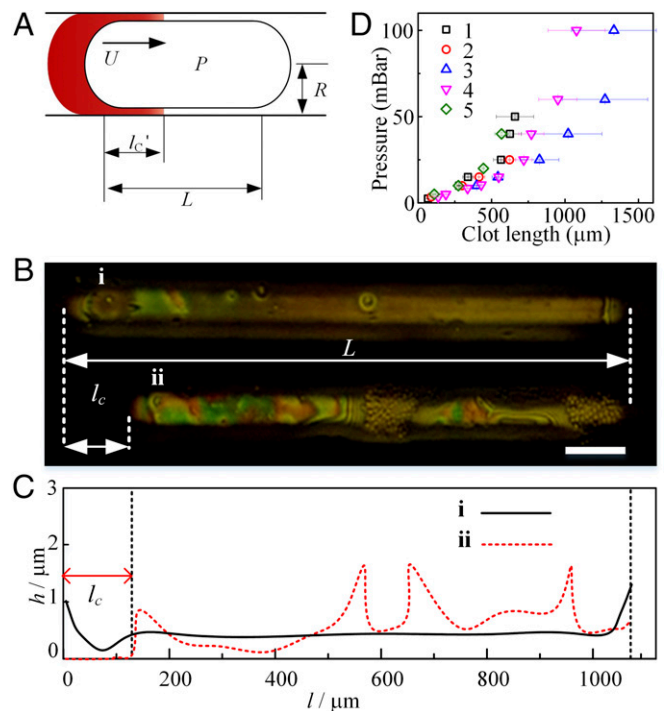 A
U
P
R
l_C'
L
D
1
2
3
4
5
100
50
0
Pressure (mBar)
0
500
1000
1500
Clot length (μm)
B
i
L
l_c
ii
C
3
2
1
0
h / μm
i
ii
l_c
0
200
400
600
800
1000
l / μm